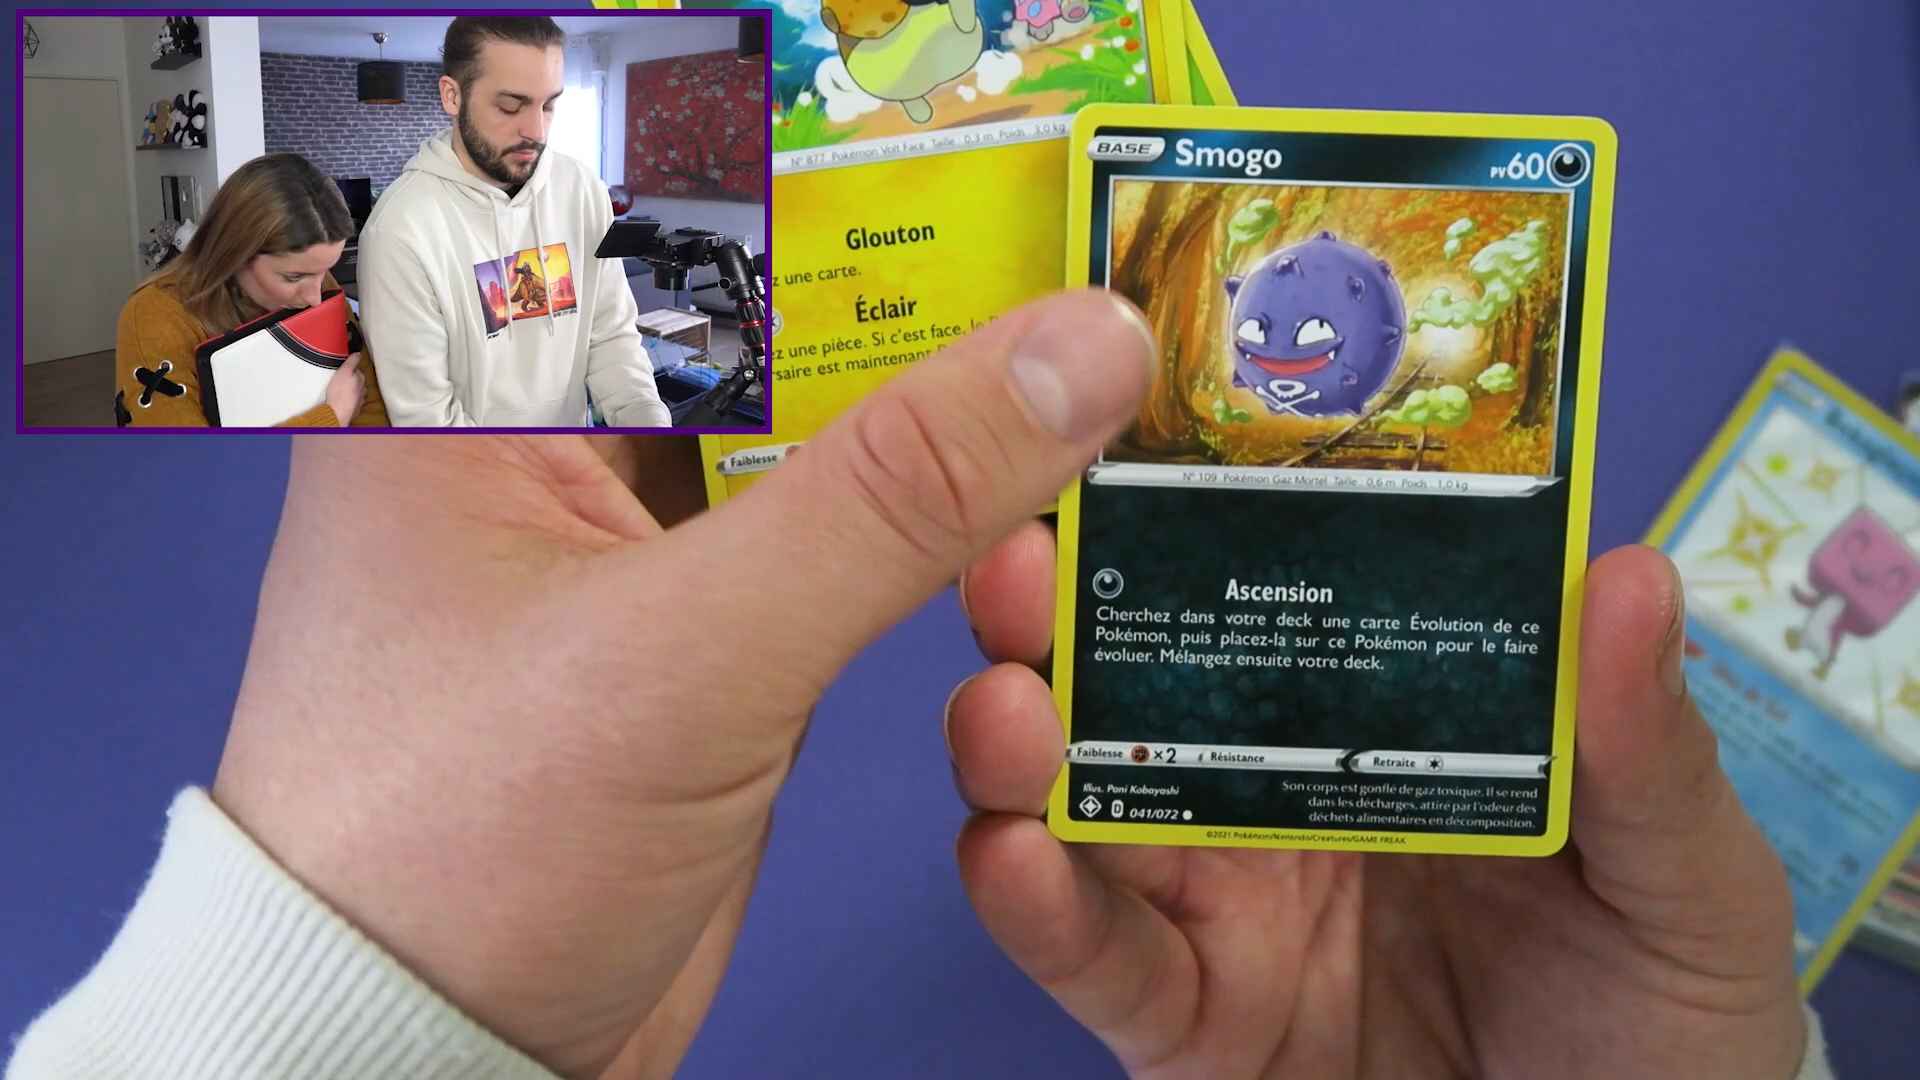 N° 877 Pokémon Volt Face Taille : 0,3 m Poids : 3,0 kg
Glouton
z une carte.
Éclair
ez une pièce. Si c'est face, le
saire est maintenant
Faiblesse
BASE Smogo PV60
N° 109 Pokémon Gaz Mortel Taille : 0,6 m Poids : 1,0 kg
Ascension
Cherchez dans votre deck une carte Évolution de ce
Pokémon, puis placez-la sur ce Pokémon pour le faire
évoluer. Mélangez ensuite votre deck.
Faiblesse ×2 Résistance Retraite
Illus. Pani Kobayashi
D 041/072
Son corps est gonflé de gaz toxique. Il se rend
dans les décharges, attiré par l'odeur des
déchets alimentaires en décomposition.
©2021 Pokémon/Nintendo/Creatures/GAME FREAK